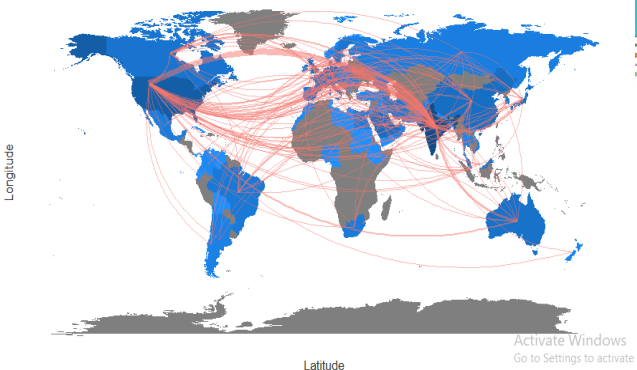 Longitude
Activate Windows
Go to Settings to activate
Latitude